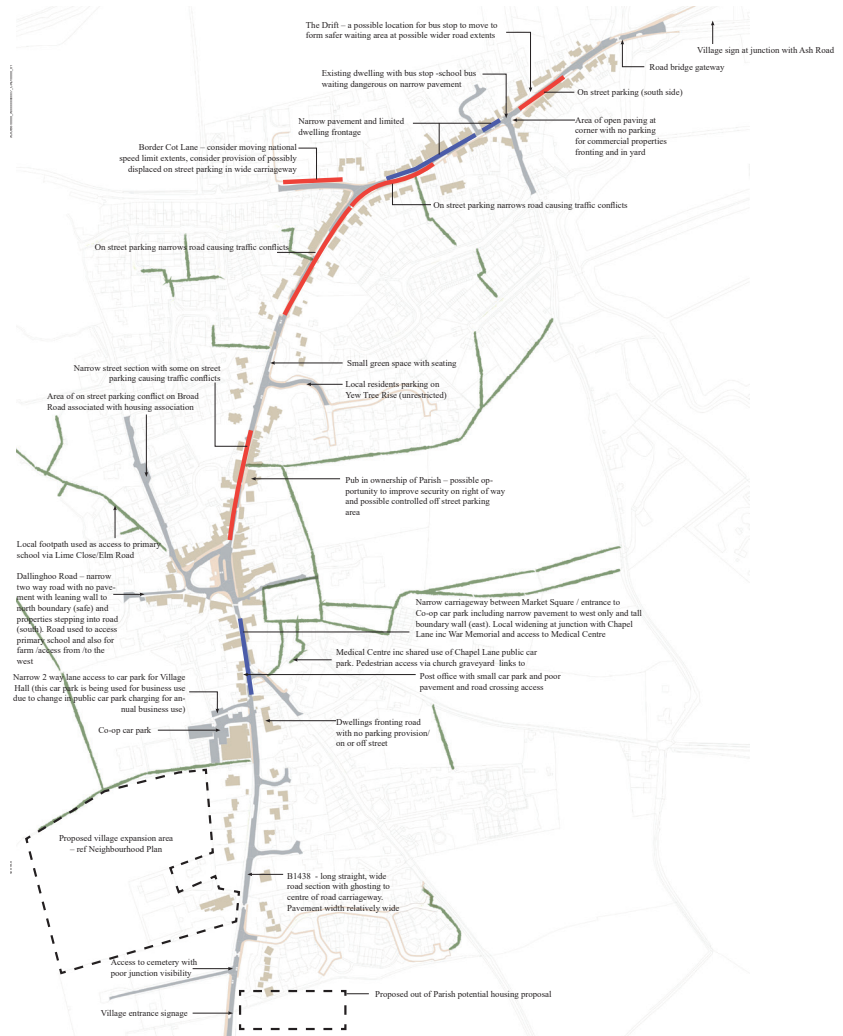 The Drift – a possible location for bus stop to move to
form safer waiting area at possible wider road extents
Village sign at junction with Ash Road
Road bridge gateway
Existing dwelling with bus stop -school bus
waiting dangerous on narrow pavement
On street parking (south side)
Narrow pavement and limited
dwelling frontage
Area of open paving at
corner with no parking
for commercial properties
fronting and in yard
Border Cot Lane – consider moving national
speed limit extents, consider provision of possibly
displaced on street parking in wide carriageway
On street parking narrows road causing traffic conflicts
On street parking narrows road causing traffic conflicts
Small green space with seating
Narrow street section with some on street
parking causing traffic conflicts
Local residents parking on
Yew Tree Rise (unrestricted)
Area of on street parking conflict on Broad
Road associated with housing association
Pub in ownership of Parish – possible op-
portunity to improve security on right of way
and possible controlled off street parking
area
Local footpath used as access to primary
school via Lime Close/Elm Road
Dallinghoo Road – narrow
two way road with no pave-
ment with leaning wall to
north boundary (safe) and
properties stepping into road
(south). Road used to access
primary school and also for
farm /access from /to the
west
Narrow carriageway between Market Square / entrance to
Co-op car park including narrow pavement to west only and tall
boundary wall (east). Local widening at junction with Chapel
Lane inc War Memorial and access to Medical Centre
Medical Centre inc shared use of Chapel Lane public car
park. Pedestrian access via church graveyard  links to
Post office with small car park and poor
pavement and road crossing access
Narrow 2 way lane access to car park for Village
Hall (this car park is being used for business use
due to change in public car park charging for an-
nual business use)
Co-op car park
Dwellings fronting road
with no parking provision/
on or off street
Proposed village expansion area
– ref Neighbourhood Plan
B1438  - long straight, wide
road section with ghosting to
centre of road carriageway.
Pavement width relatively wide
Access to cemetery with
poor junction visibility
Proposed out of Parish potential housing proposal
Village entrance signage